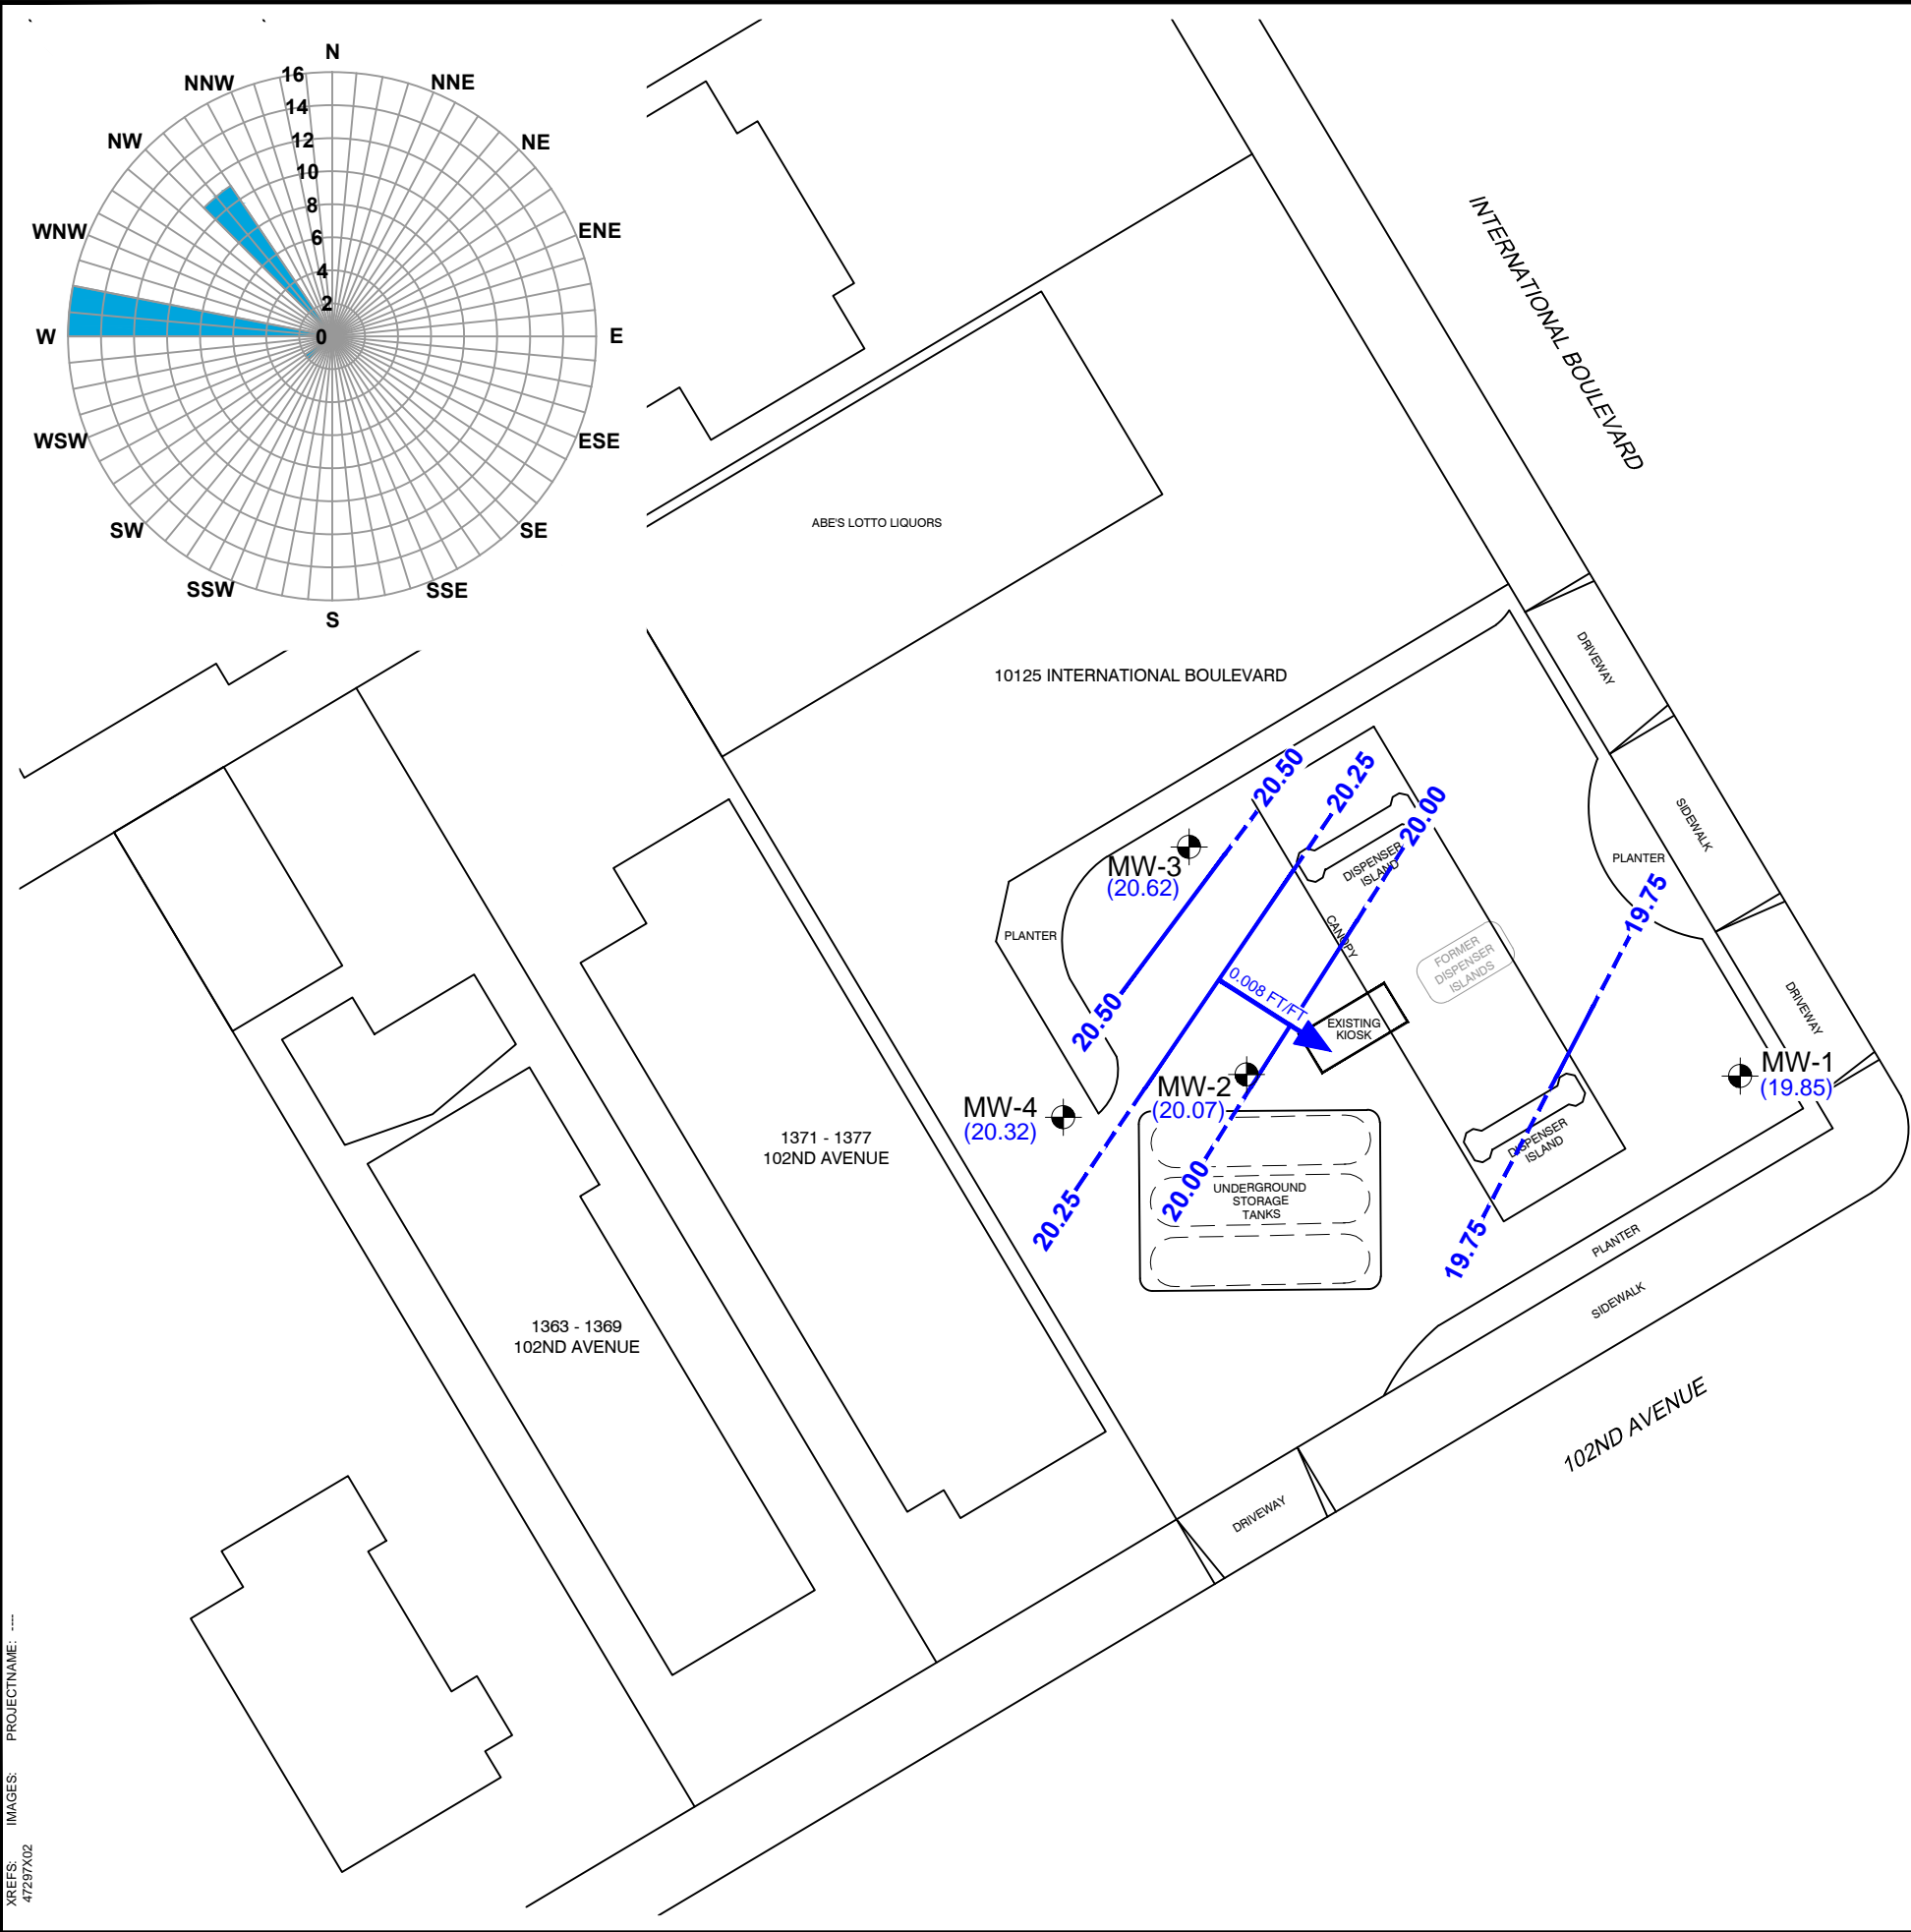 N
NNE
NE
ENE
E
ESE
SE
SSE
S
SSW
SW
WSW
W
WNW
NW
NNW
16
14
12
10
8
6
4
2
0
INTERNATIONAL BOULEVARD
ABE'S LOTTO LIQUORS
10125 INTERNATIONAL BOULEVARD
DRIVEWAY
SIDEWALK
PLANTER
DRIVEWAY
20.50
20.25
20.00
19.75
MW-3
(20.62)
DISPENSER
ISLAND
CANOPY
PLANTER
FORMER
DISPENSER
ISLANDS
0.008 FT/FT
EXISTING
KIOSK
20.50
MW-2
(20.07)
MW-1
(19.85)
MW-4
(20.32)
DISPENSER
ISLAND
20.25
20.00
19.75
UNDERGROUND
STORAGE
TANKS
1371 - 1377
102ND AVENUE
PLANTER
SIDEWALK
1363 - 1369
102ND AVENUE
102ND AVENUE
DRIVEWAY
XREFS: IMAGES: PROJECTNAME: ----
47297X02